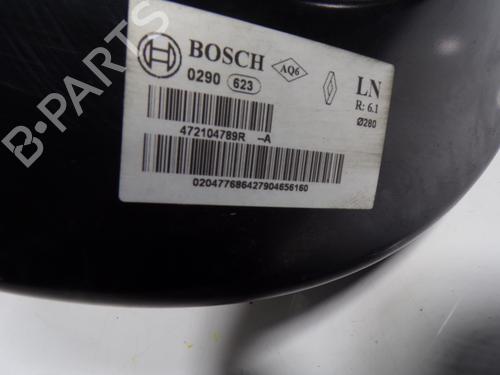 BOSCH
AQ6
LN
0290 623
R: 6.1
Ø280
472104789R –A
020477686427904656160
B-PARTS